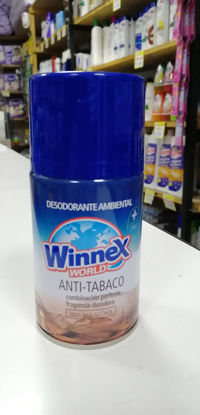 DESODORANTE AMBIENTAL
WINNEX
WORLD
ANTI-TABACO
combinación perfecta
fragancia duradera